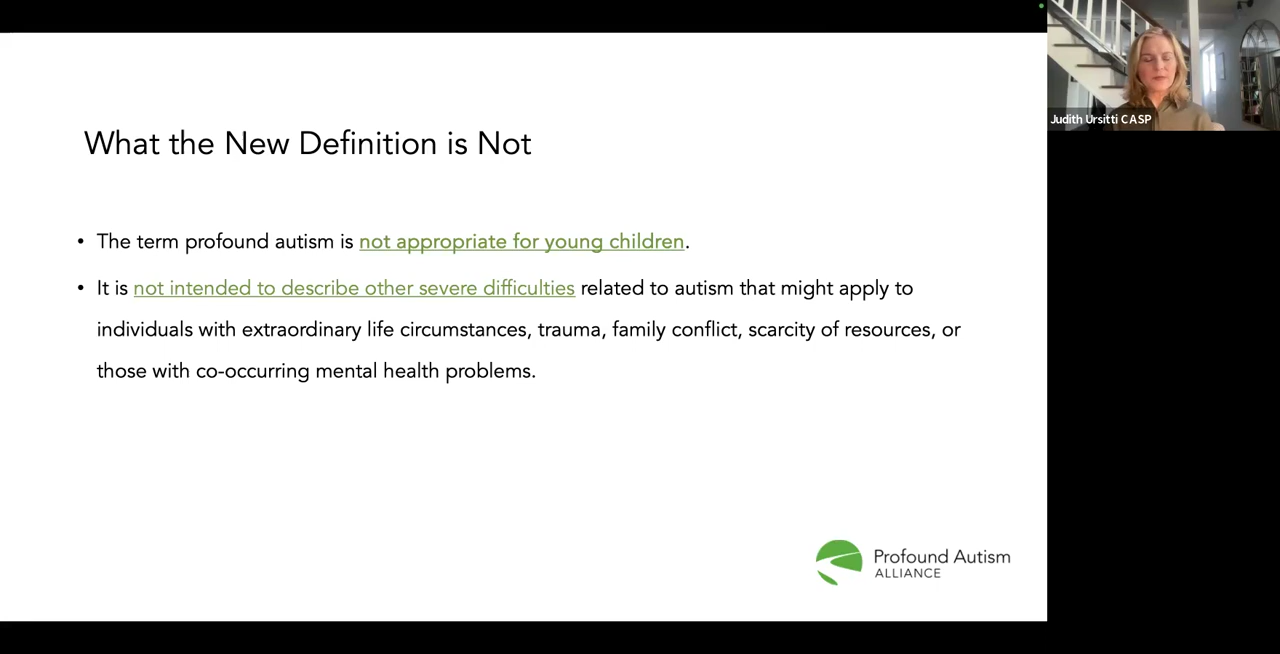 What the New Definition is Not
• The term profound autism is not appropriate for young children.
• It is not intended to describe other severe difficulties related to autism that might apply to
individuals with extraordinary life circumstances, trauma, family conflict, scarcity of resources, or
those with co-occurring mental health problems.
Profound Autism
ALLIANCE
Judith Ursitti CASP